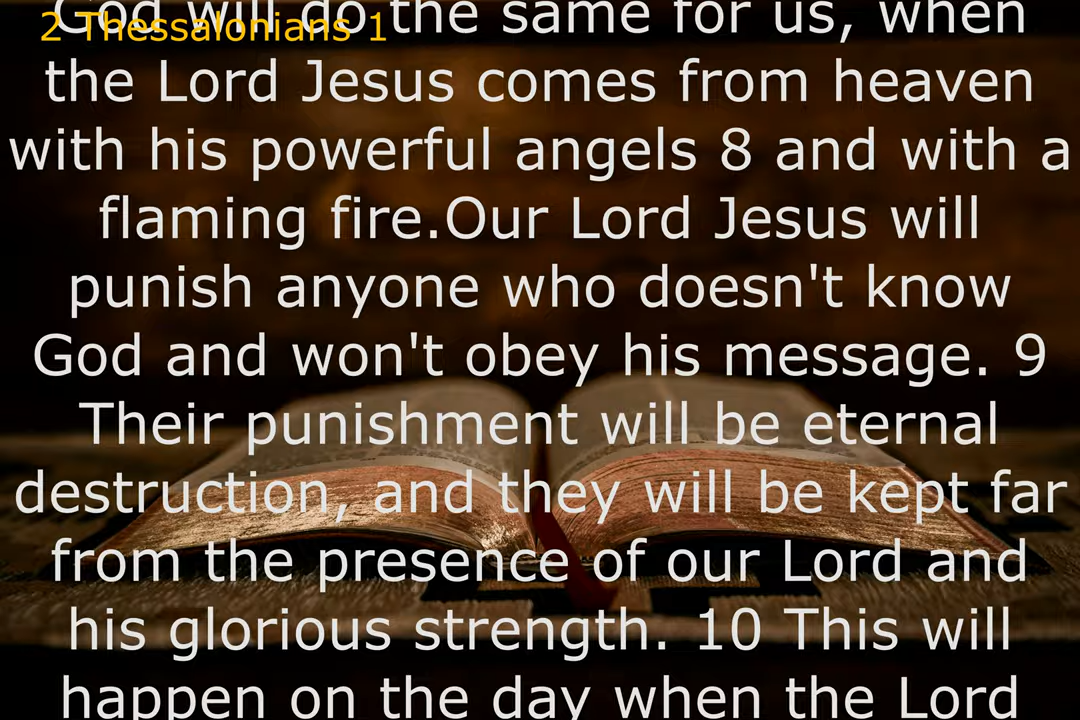 God will do the same for us, when
2 Thessalonians 1
the Lord Jesus comes from heaven
with his powerful angels 8 and with a
flaming fire.Our Lord Jesus will
punish anyone who doesn't know
God and won't obey his message. 9
Their punishment will be eternal
destruction, and they will be kept far
from the presence of our Lord and
his glorious strength. 10 This will
happen on the day when the Lord